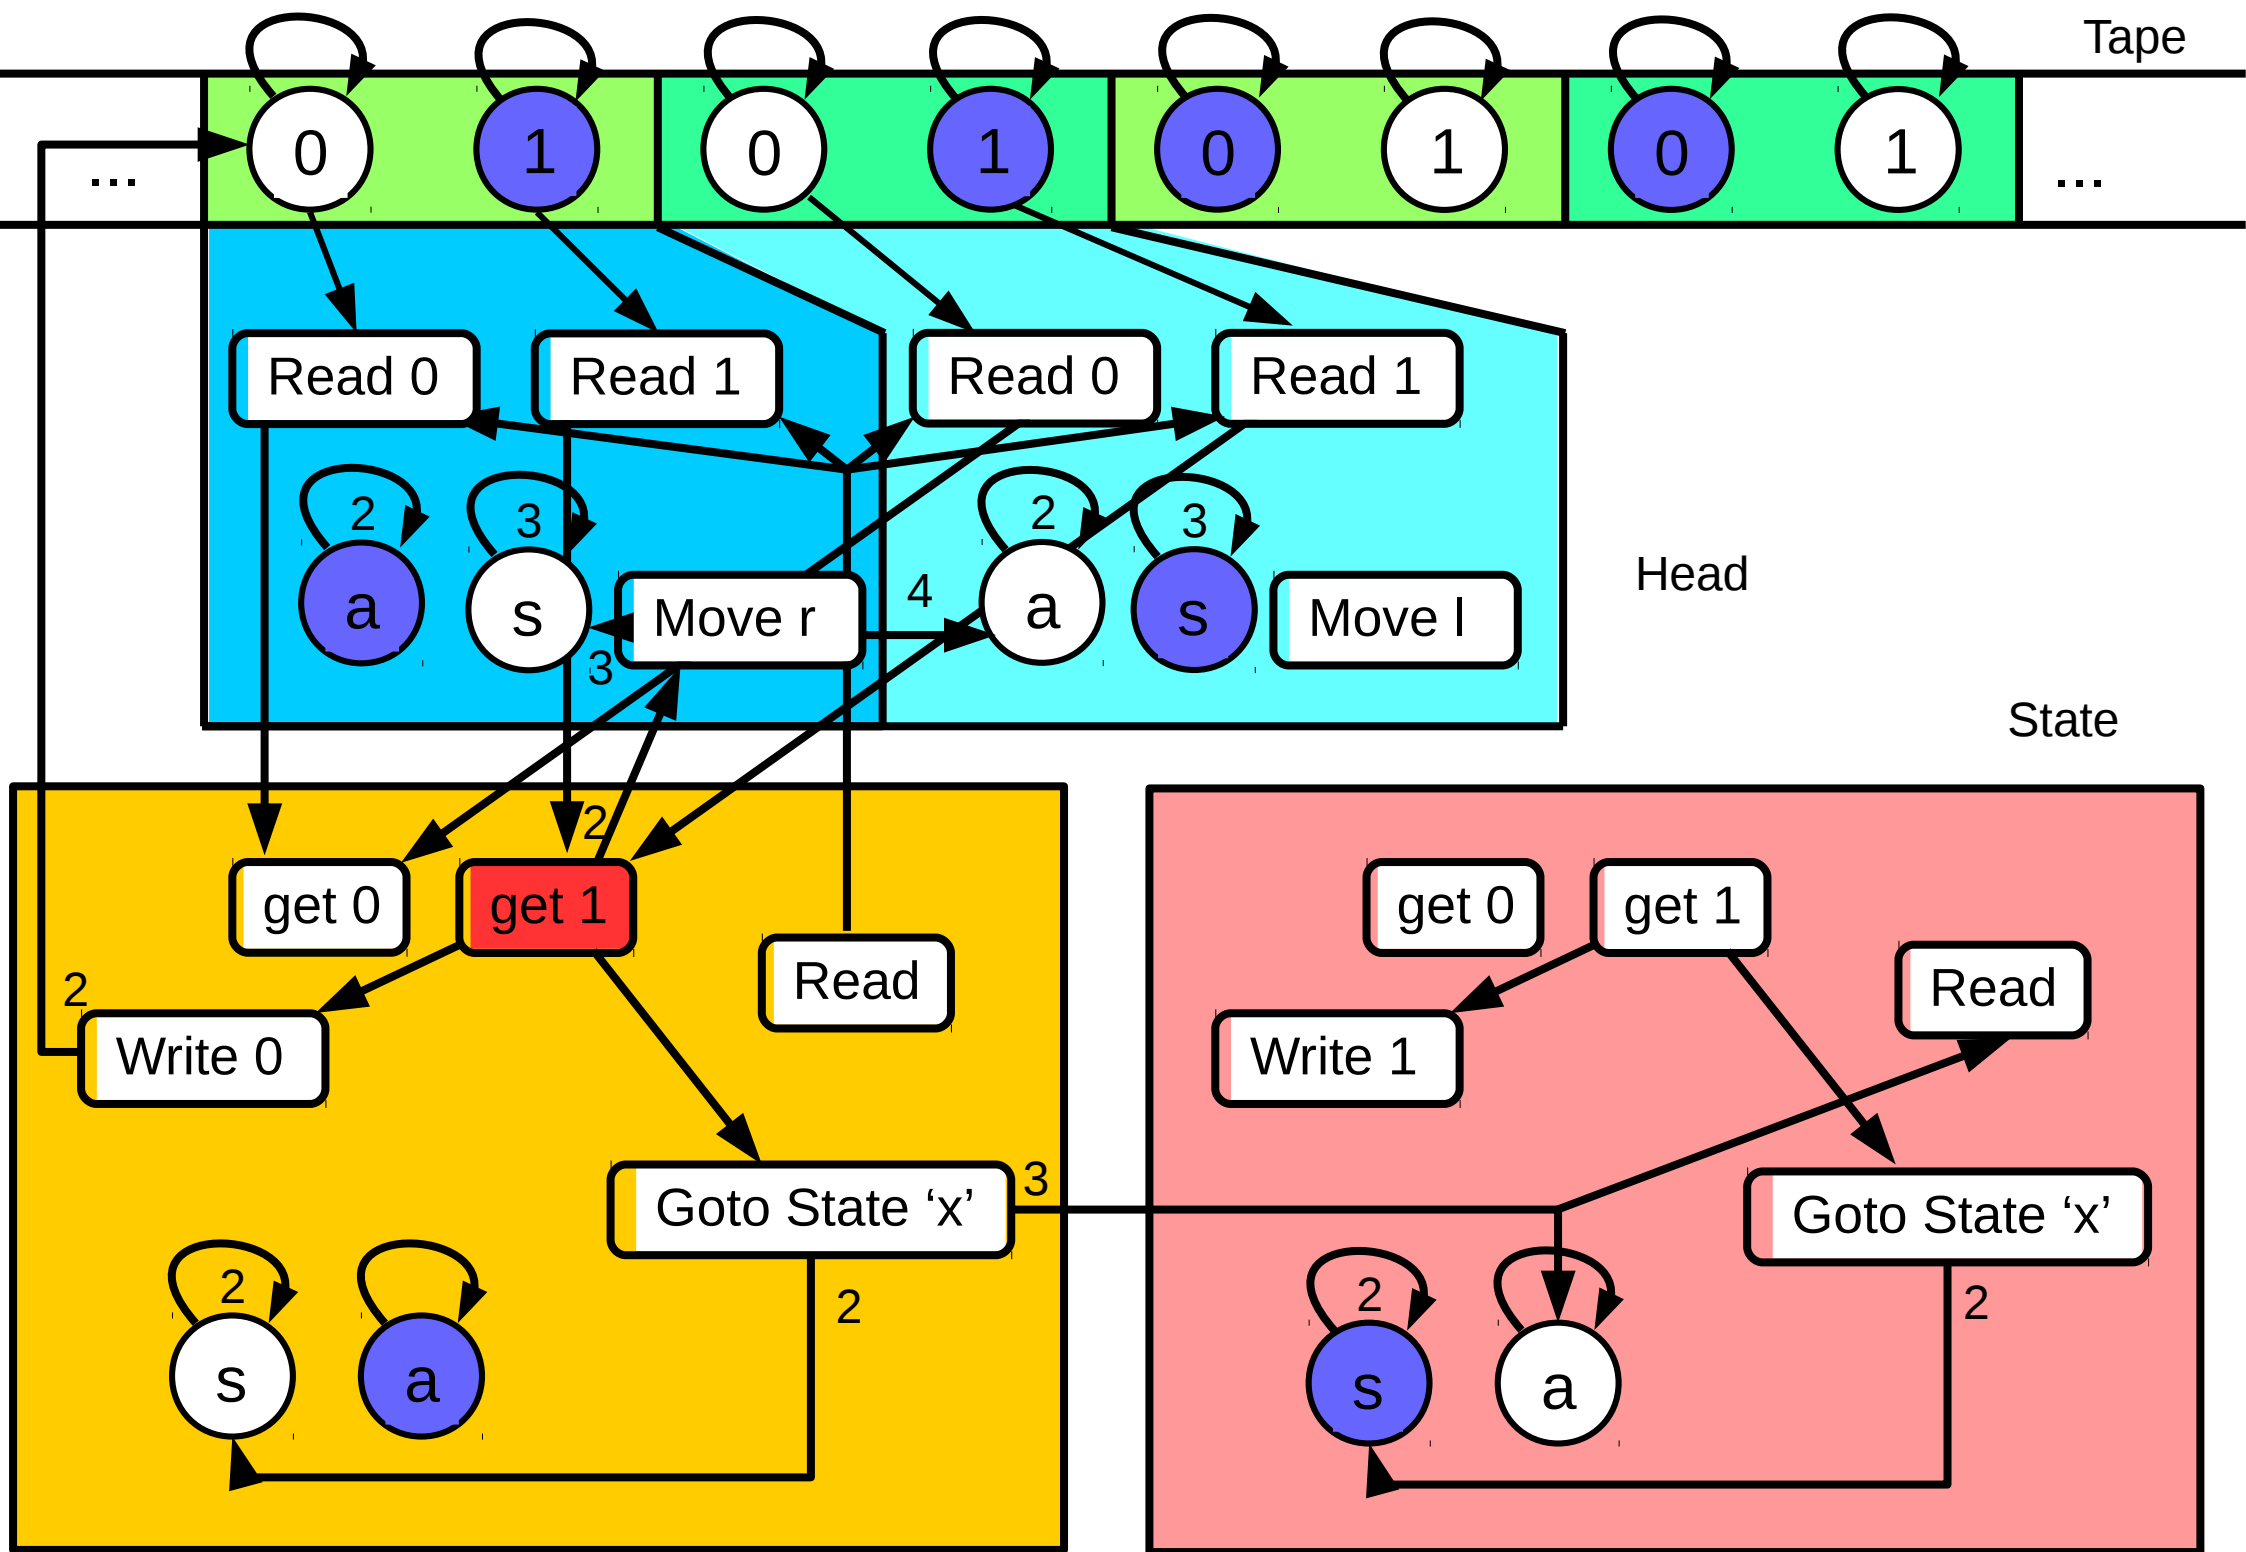 Tape
0 1 0 1 0 1 0 1
... ...
Read 0 Read 1 Read 0 Read 1
2 3 2 3
a s Move r 4 a s Move l
3
Head
State
2
get 0 get 1 get 0 get 1
Read Read
2
Write 0 Write 1
3
Goto State ‘x’ Goto State ‘x’
2 2 2 2
s a s a